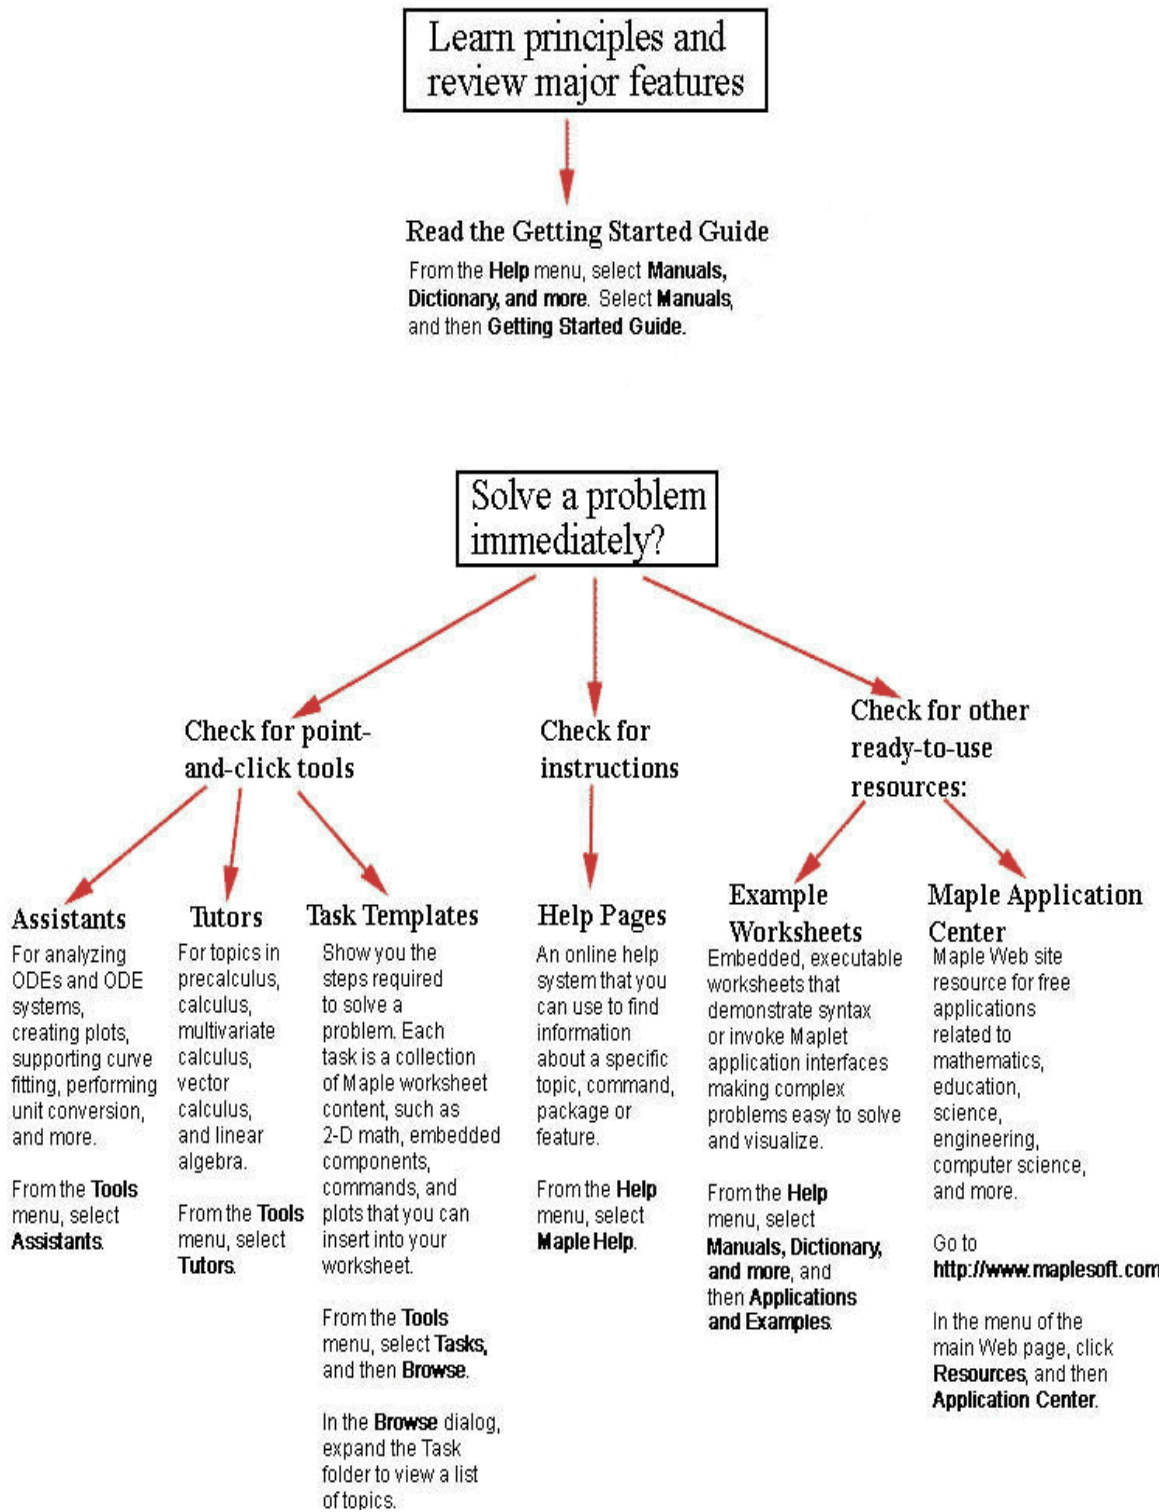 Learn principles and
review major features
Read the Getting Started Guide
From the Help menu, select Manuals,
Dictionary, and more. Select Manuals,
and then Getting Started Guide.
Solve a problem
immediately?
Check for point-
and-click tools
Check for
instructions
Check for other
ready-to-use
resources:
Assistants
For analyzing
ODEs and ODE
systems,
creating plots,
supporting curve
fitting, performing
unit conversion,
and more.
From the Tools
menu, select
Assistants.
Tutors
For topics in
precalculus,
calculus,
multivariate
calculus,
vector
calculus,
and linear
algebra.
From the Tools
menu, select
Tutors.
Task Templates
Show you the
steps required
to solve a
problem. Each
task is a collection
of Maple worksheet
content, such as
2-D math, embedded
components,
commands, and
plots that you can
insert into your
worksheet.
From the Tools
menu, select Tasks,
and then Browse.
In the Browse dialog,
expand the Task
folder to view a list
of topics.
Help Pages
An online help
system that you
can use to find
information
about a specific
topic, command,
package or
feature.
From the Help
menu, select
Maple Help.
Example
Worksheets
Embedded, executable
worksheets that
demonstrate syntax
or invoke Maplet
application interfaces
making complex
problems easy to solve
and visualize.
From the Help
menu, select
Manuals, Dictionary,
and more, and
then Applications
and Examples.
Maple Application
Center
Maple Web site
resource for free
applications
related to
mathematics,
education,
science,
engineering,
computer science,
and more.
Go to
http://www.maplesoft.com
In the menu of the
main Web page, click
Resources, and then
Application Center.